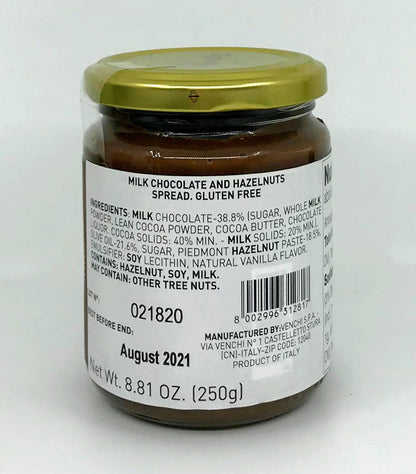 MILK CHOCOLATE AND HAZELNUTS
SPREAD. GLUTEN FREE
INGREDIENTS: MILK CHOCOLATE-38.8% (SUGAR, WHOLE MILK
POWDER, LEAN COCOA POWDER, COCOA BUTTER, CHOCOLATE
LIQUOR, COCOA SOLIDS: 40% MIN. - MILK SOLIDS: 20% MIN.),
OLIVE OIL-21.6%, SUGAR, PIEDMONT HAZELNUT PASTE-18.5%,
EMULSIFIER: SOY LECITHIN, NATURAL VANILLA FLAVOR.
CONTAINS: HAZELNUT, SOY, MILK.
MAY CONTAIN: OTHER TREE NUTS.
LOT N°:
021820
BEST BEFORE END:
August 2021
8 002996 312817
MANUFACTURED BY:VENCHI S.P.A.
VIA VENCHI N° 1 CASTELLETTO STURA
(CN)-ITALY-ZIP CODE: 12040
PRODUCT OF ITALY
Net Wt. 8.81 OZ. (250g)
Nu